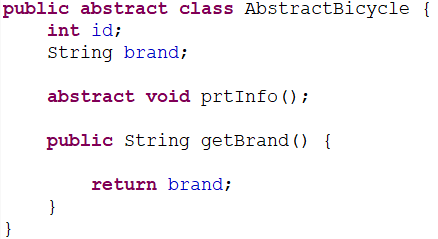 public abstract class AbstractBicycle {
    int id;
    String brand;

    abstract void prtInfo();

    public String getBrand() {

        return brand;
    }
}